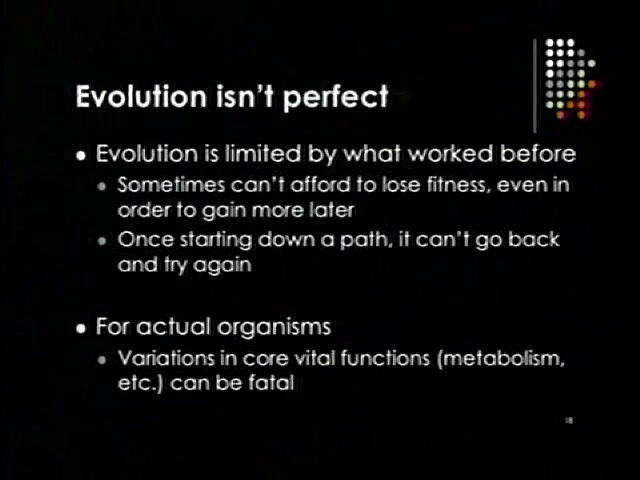 Evolution isn't perfect
• Evolution is limited by what worked before
• Sometimes can't afford to lose fitness, even in
order to gain more later
• Once starting down a path, it can't go back
and try again
• For actual organisms
• Variations in core vital functions (metabolism,
etc.) can be fatal
18